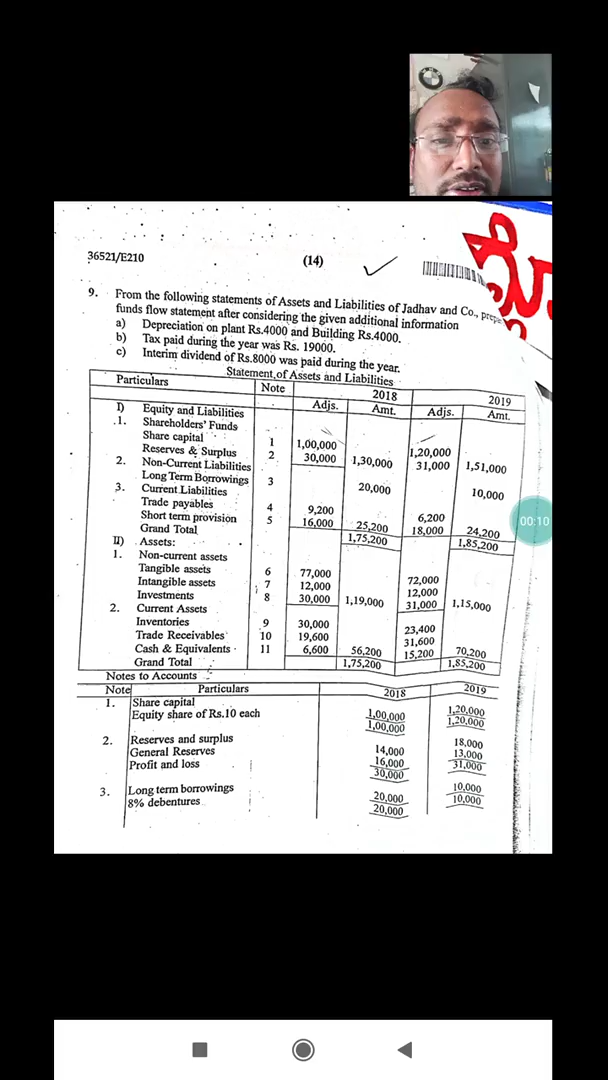 36521/E210 (14)
9. From the following statements of Assets and Liabilities of Jadhav and Co.,
funds flow statement after considering the given additional information
a) Depreciation on plant Rs.4000 and Building Rs.4000.
b) Tax paid during the year was Rs. 19000.
c) Interim dividend of Rs.8000 was paid during the year.
Statement of Assets and Liabilities
Particulars Note 2018 2019
Adjs. Amt. Adjs. Amt.
I) Equity and Liabilities
1. Shareholders' Funds
Share capital 1 1,00,000 1,20,000
Reserves & Surplus 2 30,000 1,30,000 31,000 1,51,000
2. Non-Current Liabilities
Long Term Borrowings 3 20,000 10,000
3. Current Liabilities
Trade payables 4 9,200 6,200
Short term provision 5 16,000 25,200 18,000 24,200
Grand Total 1,75,200 1,85,200
II) Assets:
1. Non-current assets
Tangible assets 6 77,000 72,000
Intangible assets 7 12,000 12,000
Investments 8 30,000 1,19,000 31,000 1,15,000
2. Current Assets
Inventories 9 30,000 23,400
Trade Receivables 10 19,600 31,600
Cash & Equivalents 11 6,600 56,200 15,200 70,200
Grand Total 1,75,200 1,85,200
Notes to Accounts
Note Particulars 2018 2019
1. Share capital
Equity share of Rs.10 each 1,00,000 1,20,000
1,00,000 1,20,000
2. Reserves and surplus
General Reserves 14,000 18,000
Profit and loss 16,000 13,000
30,000 31,000
3. Long term borrowings
8% debentures 20,000 10,000
20,000 10,000
00:10